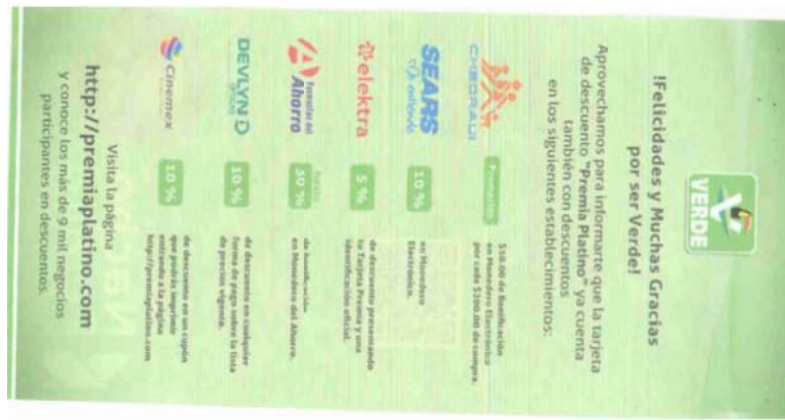 VERDE
!Felicidades y Muchas Gracias
por ser Verde!
Aprovechamos para informarte que la tarjeta
de descuento "Premia Platino" ya cuenta
también con descuentos
en los siguientes establecimientos:
CHEDRAUI
Promoción
$10.00 de Bonificación
en Monedero Electrónico
por cada $200.00 de compra.
SEARS
10 %
en Monedero
Electrónico.
elektra
5 %
de descuento presentando
tu Tarjeta Premia y una
identificación oficial.
Farmacias del
Ahorro
hasta
30 %
de bonificación
en Monedero del Ahorro.
DEVLYN
10 %
de descuento en cualquier
forma de pago sobre la lista
de precios vigente.
Cinemex
10 %
de descuento en un cupón
que podrás imprimir
entrando a la página
http://premiaplatino.com
Visita la página
http://premiaplatino.com
y conoce los más de 9 mil negocios
participantes en descuentos.